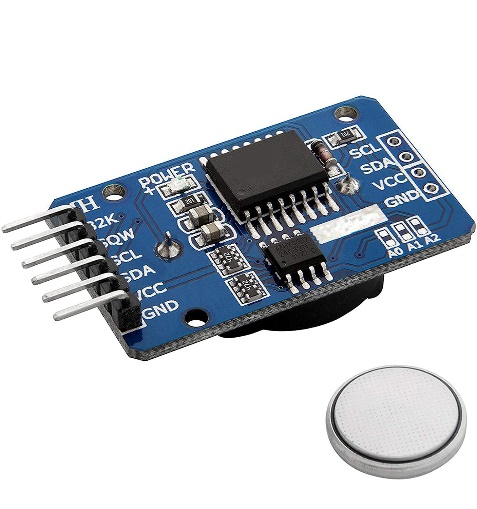 POWER
+
32K
SQW
SCL
SDA
VCC
GND
SCL
SDA
VCC
GND
A0 A1 A2